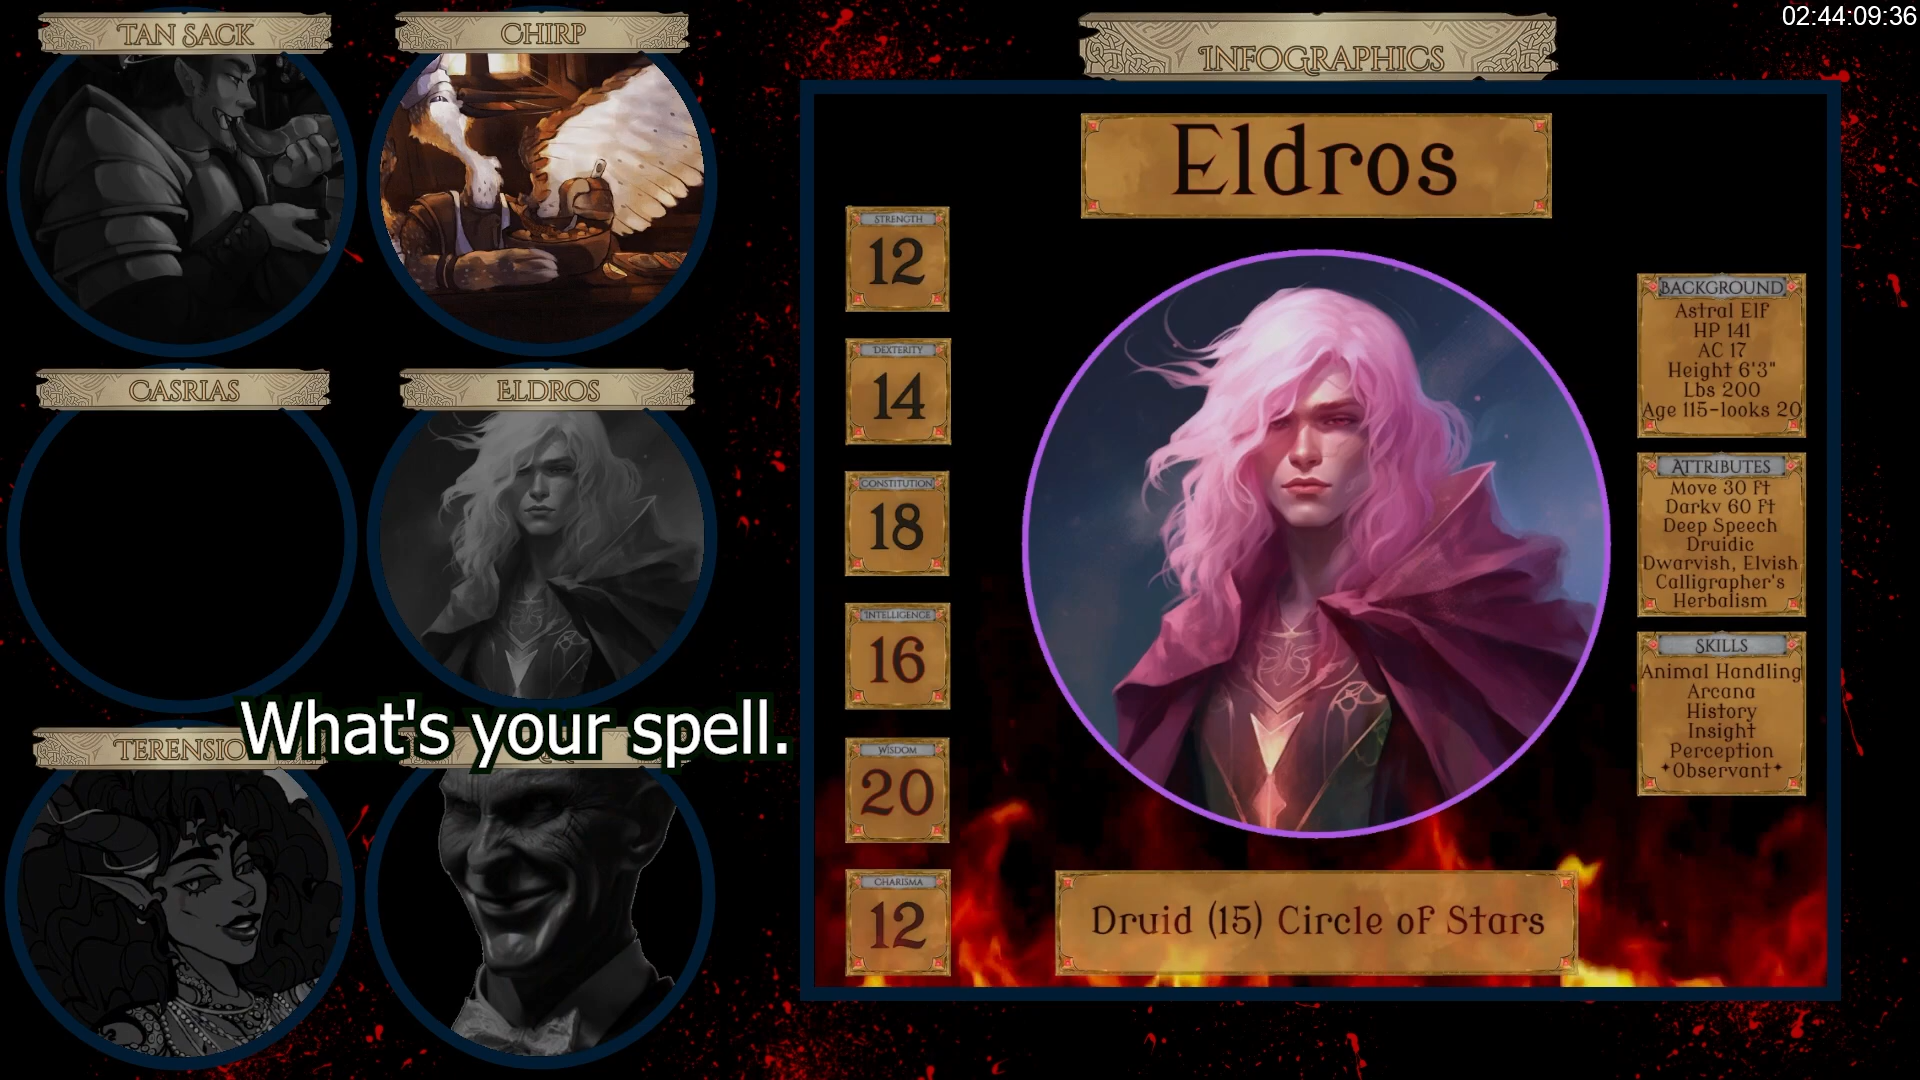 02:44:09:36
TAN SACK
CHIRP
INFOGRAPHICS
Eldros
STRENGTH
12
DEXTERITY
14
CONSTITUTION
18
INTELLIGENCE
16
WISDOM
20
CHARISMA
12
BACKGROUND
Astral Elf
HP 141
AC 17
Height 6'3"
Lbs 200
Age 115-looks 20
ATTRIBUTES
Move 30 ft
Darkv 60 ft
Deep Speech
Druidic
Dwarvish, Elvish
Calligrapher's
Herbalism
SKILLS
Animal Handling
Arcana
History
Insight
Perception
*Observant*
Druid (15) Circle of Stars
CASRIAS
ELDROS
TERENSIO
What's your spell.